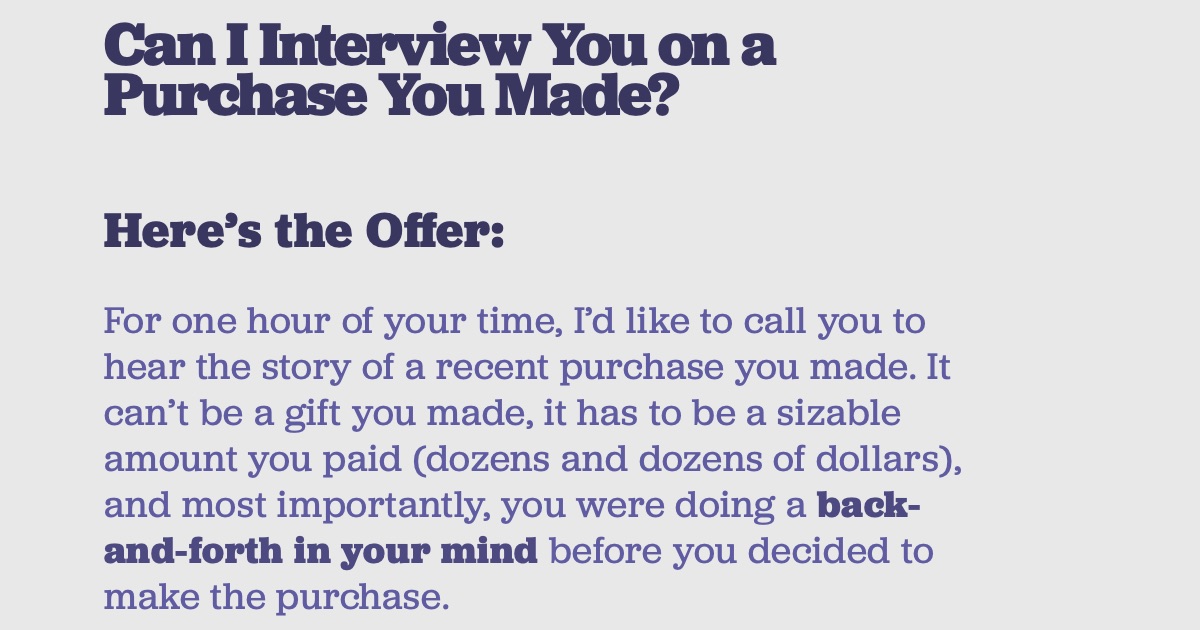 Can I Interview You on a
Purchase You Made?
Here’s the Offer:
For one hour of your time, I’d like to call you to
hear the story of a recent purchase you made. It
can’t be a gift you made, it has to be a sizable
amount you paid (dozens and dozens of dollars),
and most importantly, you were doing a back-
and-forth in your mind before you decided to
make the purchase.